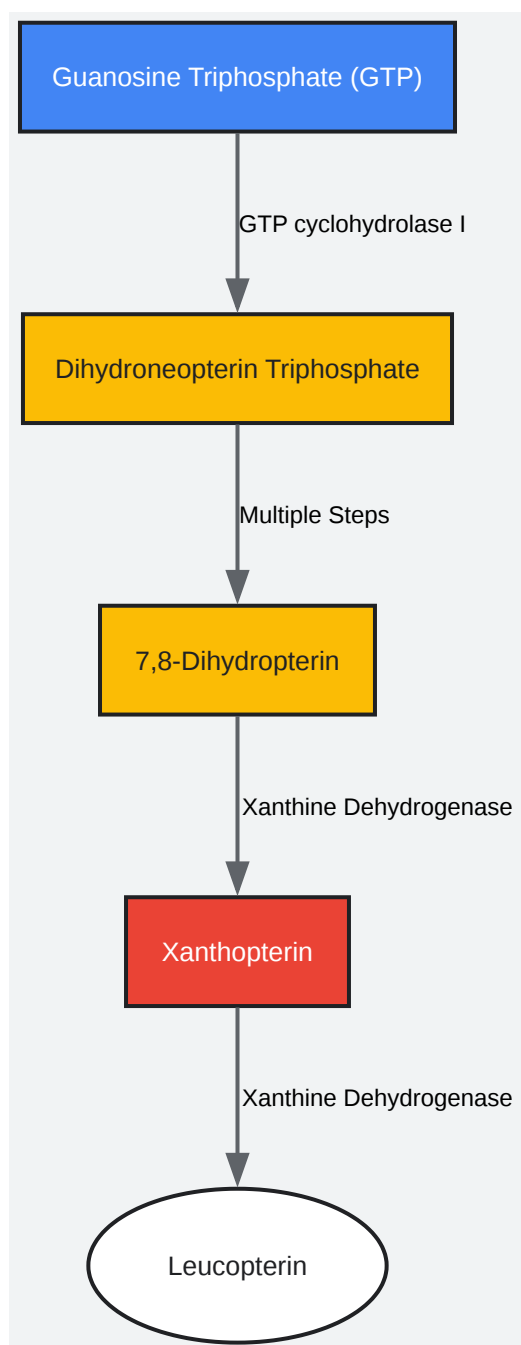 Guanosine Triphosphate (GTP)
GTP cyclohydrolase I
Dihydroneopterin Triphosphate
Multiple Steps
7,8-Dihydropterin
Xanthine Dehydrogenase
Xanthopterin
Xanthine Dehydrogenase
Leucopterin